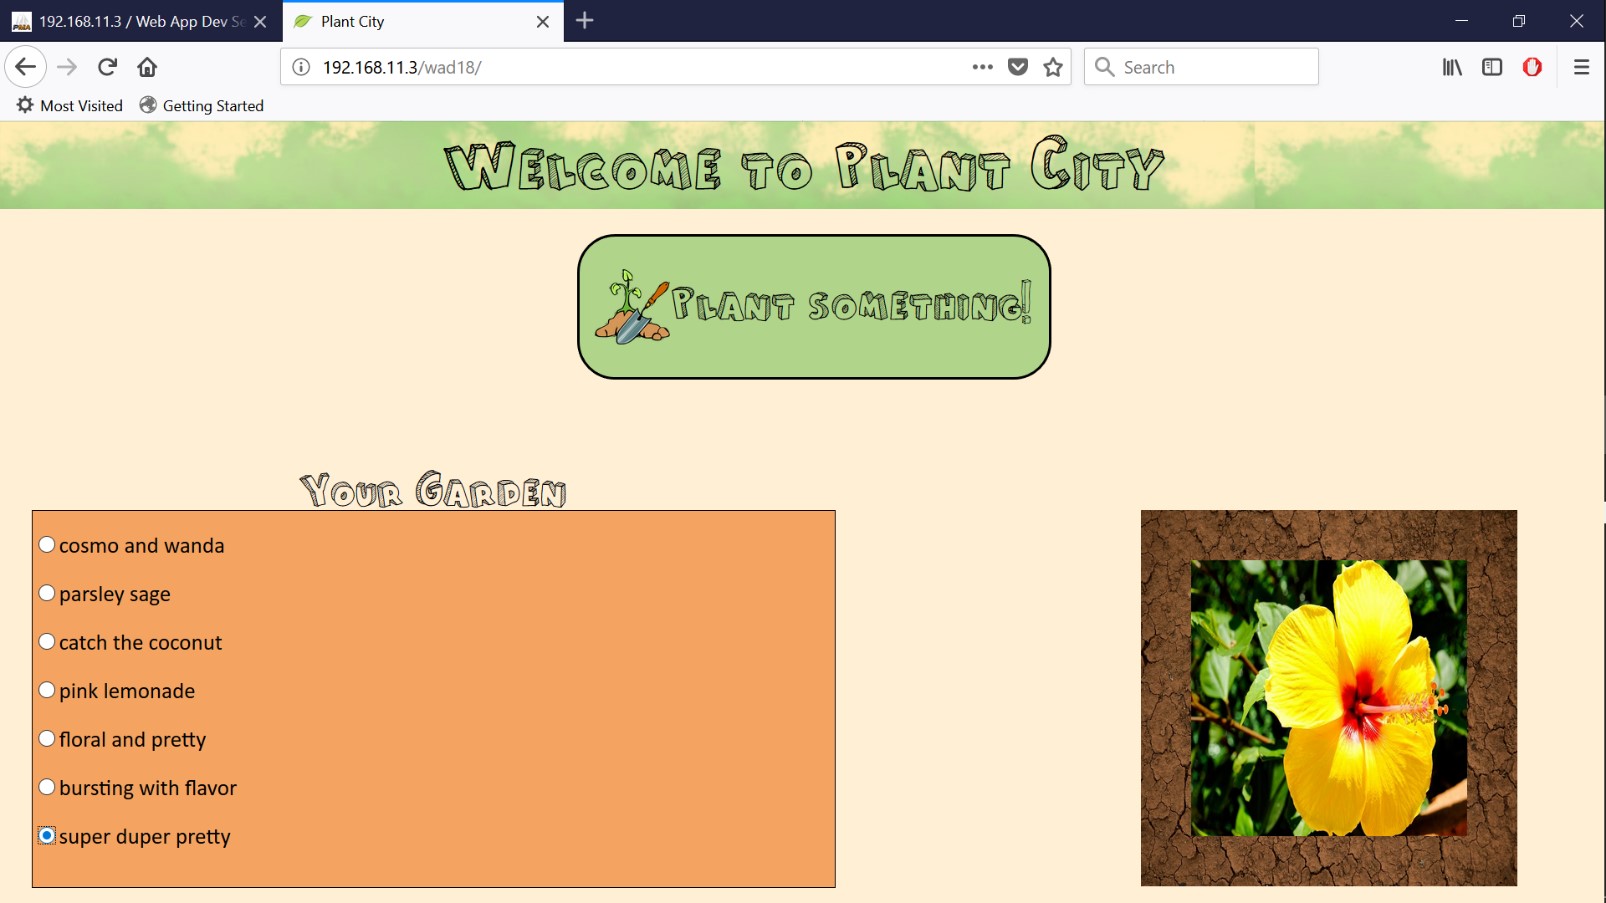 192.168.11.3 / Web App Dev Se
Plant City
192.168.11.3/wad18/
Search
Most Visited
Getting Started
Welcome to Plant City
Plant something!
Your Garden
cosmo and wanda
parsley sage
catch the coconut
pink lemonade
floral and pretty
bursting with flavor
super duper pretty